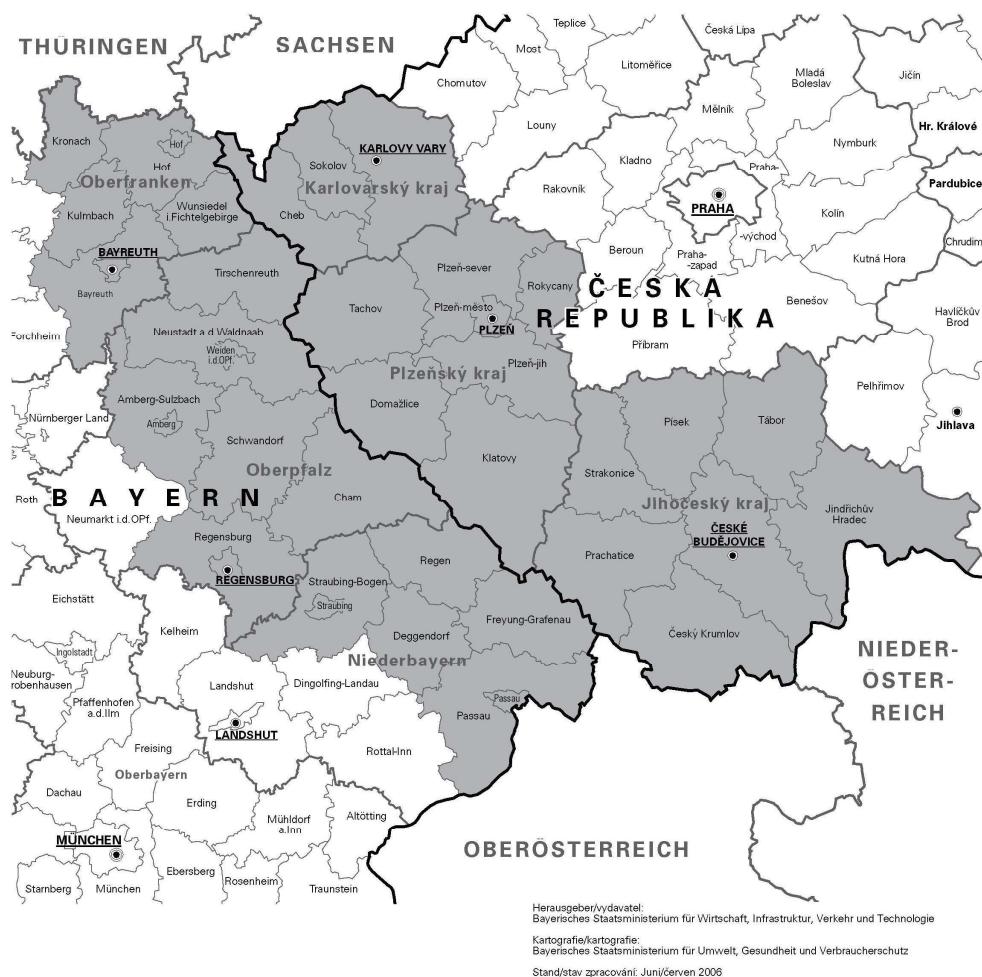 THÜRINGEN
SACHSEN
Teplice
Most
Česká Lípa
Litoměřice
Chomutov
Mladá
Boleslav
Jičín
Mělník
Louny
Hr. Králové
Kronach
Hof
Hof
KARLOVY VARY
Sokolov
Kladno
Praha-
Nymburk
Oberfranken
Karlovarský kraj
Rakovník
Pardubice
Wunsiedel
i.Fichtelgebirge
Kulmbach
Cheb
PRAHA
Kolín
BAYREUTH
Beroun
Praha-
zapad
-východ
Chrudim
Kutná Hora
Bayreuth
Tirschenreuth
Plzeň-sever
Rokycany
ČESKÁ
REPUBLIKA
Benešov
Tachov
Plzeň-město
PLZEŇ
Havlíčkův
Brod
Forchheim
Neustadt a.d.Waldnaab
Weiden
i.d.OPf.
Příbram
Plzeň-jih
Plzeňský kraj
Pelhřimov
Amberg-Sulzbach
Domažlice
Nürnberger Land
Amberg
Písek
Tábor
Jihlava
Schwandorf
Klatovy
Oberpfalz
Strakonice
BAYERN
Roth
Cham
Jihočeský kraj
Jindřichův
Hradec
Neumarkt i.d.OPf.
ČESKÉ
BUDĚJOVICE
Regensburg
Prachatice
Regen
REGENSBURG
Straubing-Bogen
Eichstätt
Straubing
Freyung-Grafenau
Kelheim
Deggendorf
Český Krumlov
Ingolstadt
Niederbayern
NIEDER-
ÖSTER-
REICH
Neuburg-
robenhausen
Landshut
Dingolfing-Landau
Pfaffenhofen
a.d.Ilm
Passau
Passau
LANDSHUT
Freising
Rottal-Inn
Oberbayern
Dachau
Erding
Mühldorf
a.Inn
Altötting
MÜNCHEN
OBERÖSTERREICH
Ebersberg
Starnberg
München
Rosenheim
Traunstein
Herausgeber/vydavatel:
Bayerisches Staatsministerium für Wirtschaft, Infrastruktur, Verkehr und Technologie
Kartografie/kartografie:
Bayerisches Staatsministerium für Umwelt, Gesundheit und Verbraucherschutz
Stand/stav zpracování: Juni/červen 2006